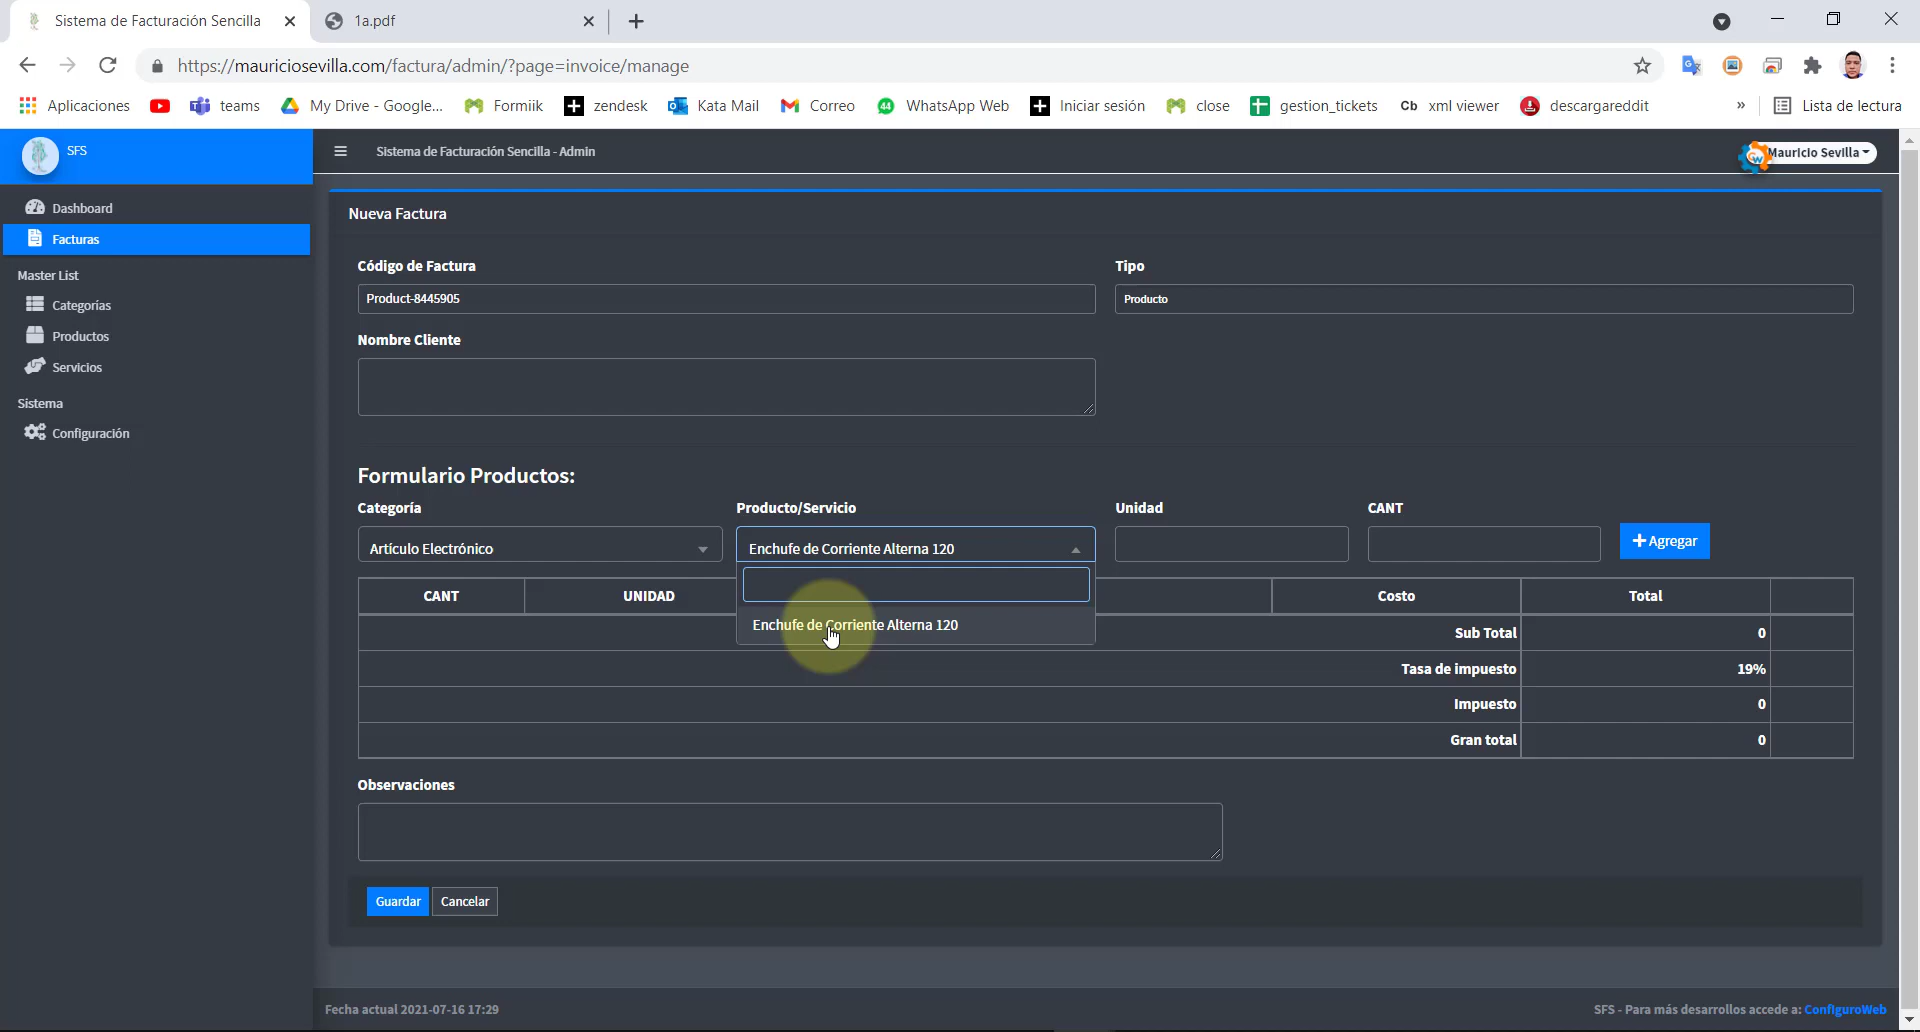 Sistema de Facturación Sencilla
1a.pdf
https://mauriciosevilla.com/factura/admin/?page=invoice/manage
Aplicaciones
teams
My Drive - Google...
Formiik
zendesk
Kata Mail
Correo
44
WhatsApp Web
Iniciar sesión
close
gestion_tickets
Cb
xml viewer
descargareddit
»
Lista de lectura
SFS
Sistema de Facturación Sencilla - Admin
Mauricio Sevilla
Dashboard
Nueva Factura
Facturas
Master List
Categorías
Productos
Servicios
Sistema
Configuración
Código de Factura
Tipo
Product-8445905
Producto
Nombre Cliente
Formulario Productos:
Categoría
Producto/Servicio
Unidad
CANT
Artículo Electrónico
Enchufe de Corriente Alterna 120
+ Agregar
CANT
UNIDAD
Costo
Total
Enchufe de Corriente Alterna 120
Sub Total
0
Tasa de impuesto
19%
Impuesto
0
Gran total
0
Observaciones
Guardar
Cancelar
Fecha actual 2021-07-16 17:29
SFS - Para más desarrollos accede a: ConfiguroWeb